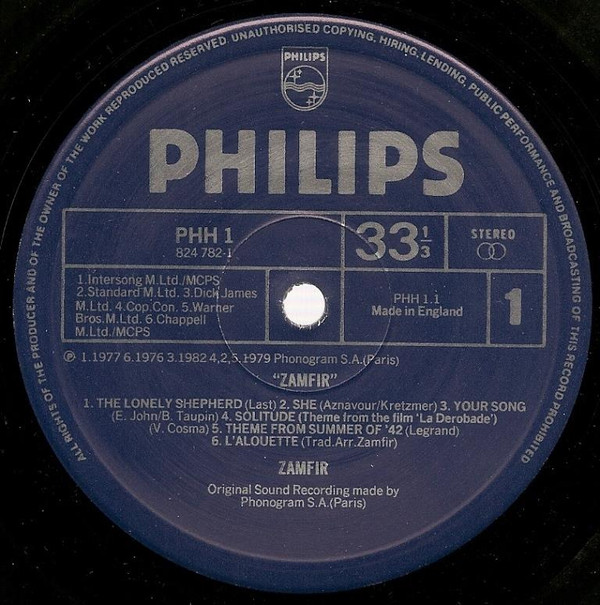 ALL RIGHTS OF THE PRODUCER AND OF THE OWNER OF THE WORK REPRODUCED RESERVED. UNAUTHORISED COPYING, HIRING, LENDING, PUBLIC PERFORMANCE AND BROADCASTING OF THIS RECORD PROHIBITED
PHILIPS
PHILIPS
PHH 1
824 782-1
33 1/3
STEREO
1.Intersong M.Ltd./MCPS
2.Standard M.Ltd. 3.Dick James
M.Ltd. 4.Cop.Con. 5.Warner
Bros.M.Ltd. 6.Chappell
M.Ltd./MCPS
PHH 1.1
Made in England
1
℗ 1.1977 6.1976 3.1982 4,2,5.1979 Phonogram S.A.(Paris)
"ZAMFIR"
1. THE LONELY SHEPHERD (Last) 2. SHE (Aznavour/Kretzmer) 3. YOUR SONG
(E. John/B. Taupin) 4. SOLITUDE (Theme from the film 'La Derobade')
(V. Cosma) 5. THEME FROM SUMMER OF '42 (Legrand)
6. L'ALOUETTE (Trad.Arr.Zamfir)
ZAMFIR
Original Sound Recording made by
Phonogram S.A.(Paris)